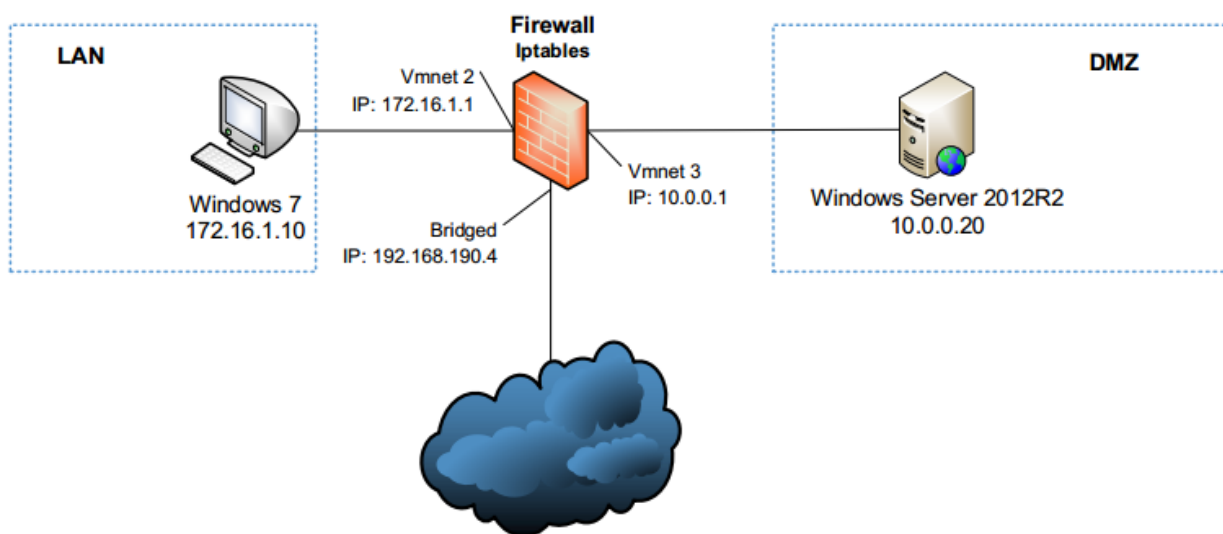 LAN
Windows 7
172.16.1.10
Vmnet 2
IP: 172.16.1.1
Firewall
Iptables
Vmnet 3
IP: 10.0.0.1
Bridged
IP: 192.168.190.4
DMZ
Windows Server 2012R2
10.0.0.20